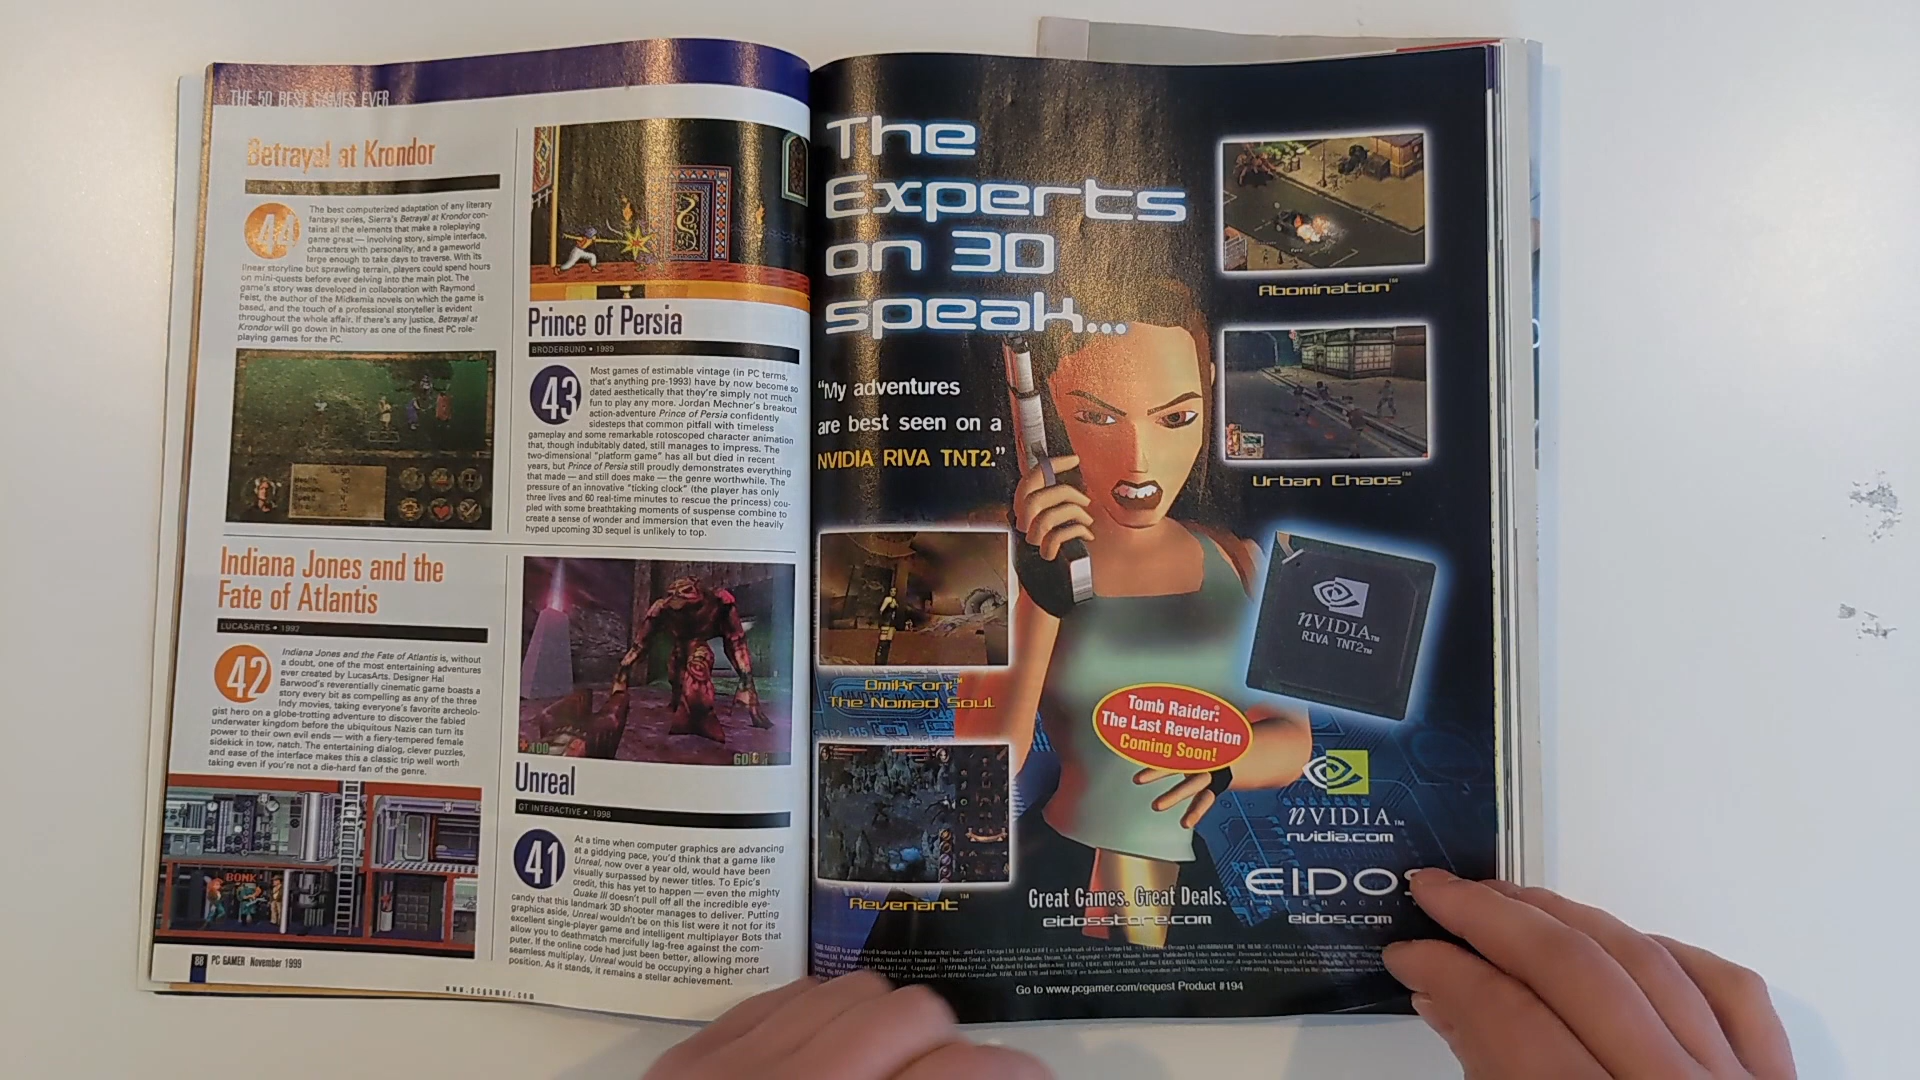 THE 50 BEST GAMES EVER
Betrayal at Krondor
44
The best computerized adaptation of any literary
fantasy series, Sierra's Betrayal at Krondor con-
tains all the elements that make a roleplaying
game great — involving story, simple interface,
characters with personality, and a gameworld
large enough to take days to traverse. With its
linear storyline but sprawling terrain, players could spend hours
on mini-quests before ever delving into the main plot. The
game's story was developed in collaboration with Raymond
Feist, the author of the Midkemia novels on which the game is
based, and the touch of a professional storyteller is evident
throughout the whole affair. If there's any justice, Betrayal at
Krondor will go down in history as one of the finest PC role-
playing games for the PC.
Indiana Jones and the
Fate of Atlantis
LUCASARTS • 1992
42
Indiana Jones and the Fate of Atlantis is, without
a doubt, one of the most entertaining adventures
ever created by LucasArts. Designer Hal
Barwood's reverentially cinematic game boasts a
story every bit as compelling as any of the three
Indy movies, taking everyone's favorite archeolo-
gist hero on a globe-trotting adventure to discover the fabled
underwater kingdom before the ubiquitous Nazis can turn its
power to their own evil ends — with a fiery-tempered female
sidekick in tow, natch. The entertaining dialog, clever puzzles,
and ease of the interface makes this a classic trip well worth
taking even if you're not a die-hard fan of the genre.
BONK
88 PC GAMER November 1999
Prince of Persia
BRODERBUND • 1989
43
Most games of estimable vintage (in PC terms,
that's anything pre-1993) have by now become so
dated aesthetically that they're simply not much
fun to play any more. Jordan Mechner's breakout
action-adventure Prince of Persia confidently
sidesteps that common pitfall with timeless
gameplay and some remarkable rotoscoped character animation
that, though indubitably dated, still manages to impress. The
two-dimensional "platform game" has all but died in recent
years, but Prince of Persia still proudly demonstrates everything
that made — and still does make — the genre worthwhile. The
pressure of an innovative "ticking clock" (the player has only
three lives and 60 real-time minutes to rescue the princess) cou-
pled with some breathtaking moments of suspense combine to
create a sense of wonder and immersion that even the heavily
hyped upcoming 3D sequel is unlikely to top.
400
60
Unreal
GT INTERACTIVE • 1998
41
At a time when computer graphics are advancing
at a giddying pace, you'd think that a game like
Unreal, now over a year old, would have been
visually surpassed by newer titles. To Epic's
credit, this has yet to happen — even the mighty
Quake III doesn't pull off all the incredible eye-
candy that this landmark 3D shooter manages to deliver. Putting
graphics aside, Unreal wouldn't be on this list were it not for its
excellent single-player game and intelligent multiplayer Bots that
allow you to deathmatch mercifully lag-free against the com-
puter. If the online code had just been better, allowing more
seamless multiplay, Unreal would be occupying a higher chart
position. As it stands, it remains a stellar achievement.
www.pcgamer.com
The
Experts
on 3D
speak...
"My adventures
are best seen on a
NVIDIA RIVA TNT2."
Abomination™
Urban Chaos™
Omikron™
The Nomad Soul
Revenant™
nVIDIA™
RIVA TNT2™
Tomb Raider:
The Last Revelation
Coming Soon!
nVIDIA™
nvidia.com
Great Games. Great Deals.
eidosstore.com
EIDOS
eidos.com
Go to www.pcgamer.com/request Product #194